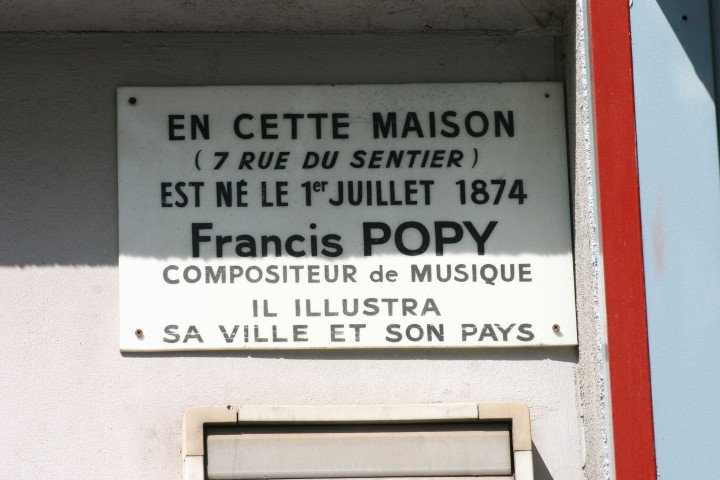 EN CETTE MAISON
( 7 RUE DU SENTIER )
EST NÉ LE 1er JUILLET 1874
Francis POPY
COMPOSITEUR de MUSIQUE
IL ILLUSTRA
SA VILLE ET SON PAYS